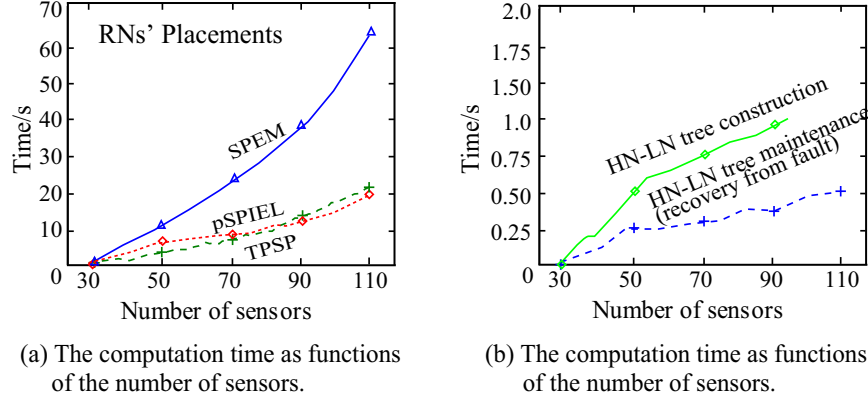 70
60
50
40
30
20
10
0
Time/s
RNs’ Placements
SPEM
pSPIEL
TPSP
30
50
70
90
110
Number of sensors
(a) The computation time as functions
of the number of sensors.
2.0
1.75
1.5
1.25
1.0
0.75
0.50
0.25
0
Time/s
HN-LN tree construction
HN-LN tree maintenance
(recovery from fault)
30
50
70
90
110
Number of sensors
(b) The computation time as functions
of the number of sensors.